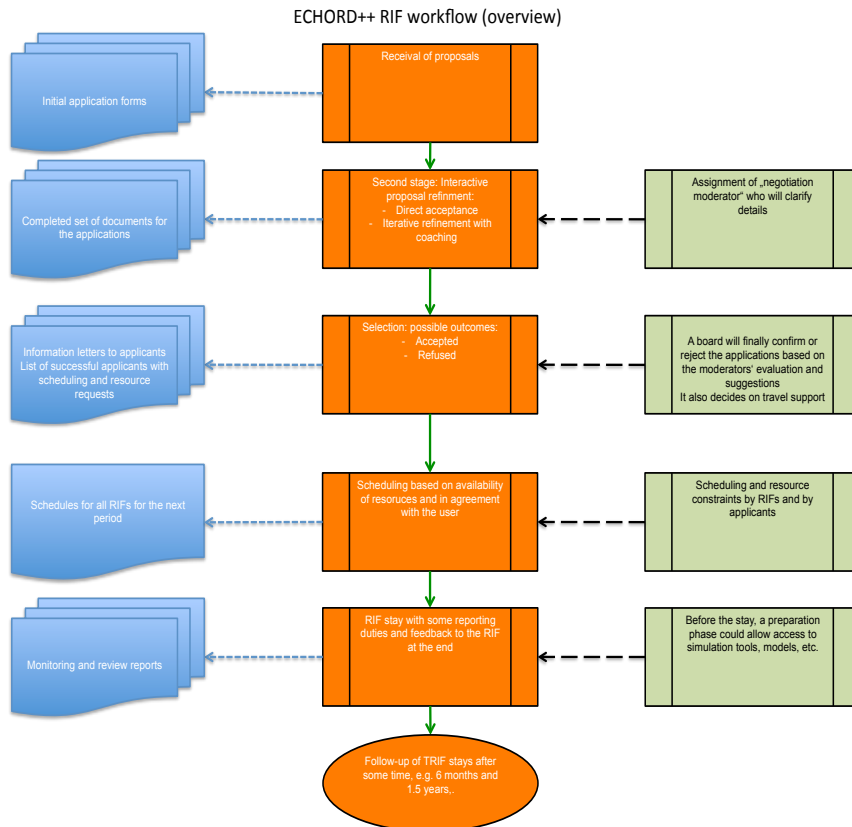 ECHORD++ RIF workflow (overview)
Receival of proposals
Initial application forms
Second stage: Interactive
proposal refinment:
- Direct acceptance
- Iterative refinement with
coaching
Completed set of documents for
the applications
Assignment of „negotiation
moderator“ who will clarify
details
Selection: possible outcomes:
- Accepted
- Refused
Information letters to applicants
List of successful applicants with
scheduling and resource
requests
A board will finally confirm or
reject the applications based on
the moderators‘ evaluation and
suggestions
It also decides on travel support
Scheduling based on availability
of resoruces and in agreement
with the user
Schedules for all RIFs for the next
period
Scheduling and resource
constraints by RIFs and by
applicants
RIF stay with some reporting
duties and feedback to the RIF
at the end
Monitoring and review reports
Before the stay, a preparation
phase could allow access to
simulation tools, models, etc.
Follow-up of TRIF stays after
some time, e.g. 6 months and
1.5 years,.